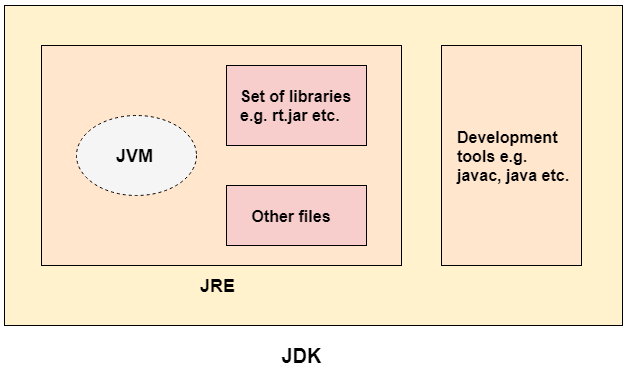 JVM
Set of libraries
e.g. rt.jar etc.
Other files
JRE
Development
tools e.g.
javac, java etc.
JDK